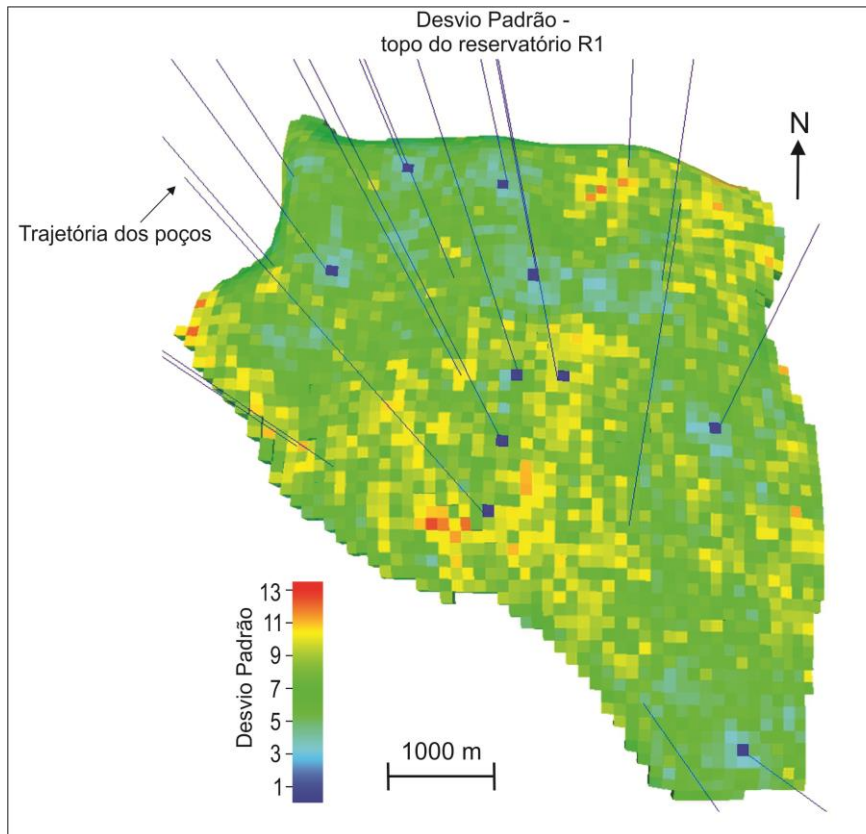 Desvio Padrão -
topo do reservatório R1
N
Trajetória dos poços
Desvio Padrão
13
11
9
7
5
3
1
1000 m